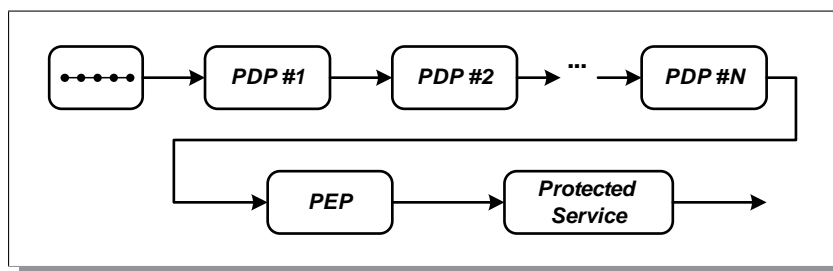 PDP #1
PDP #2
...
PDP #N
PEP
Protected
Service